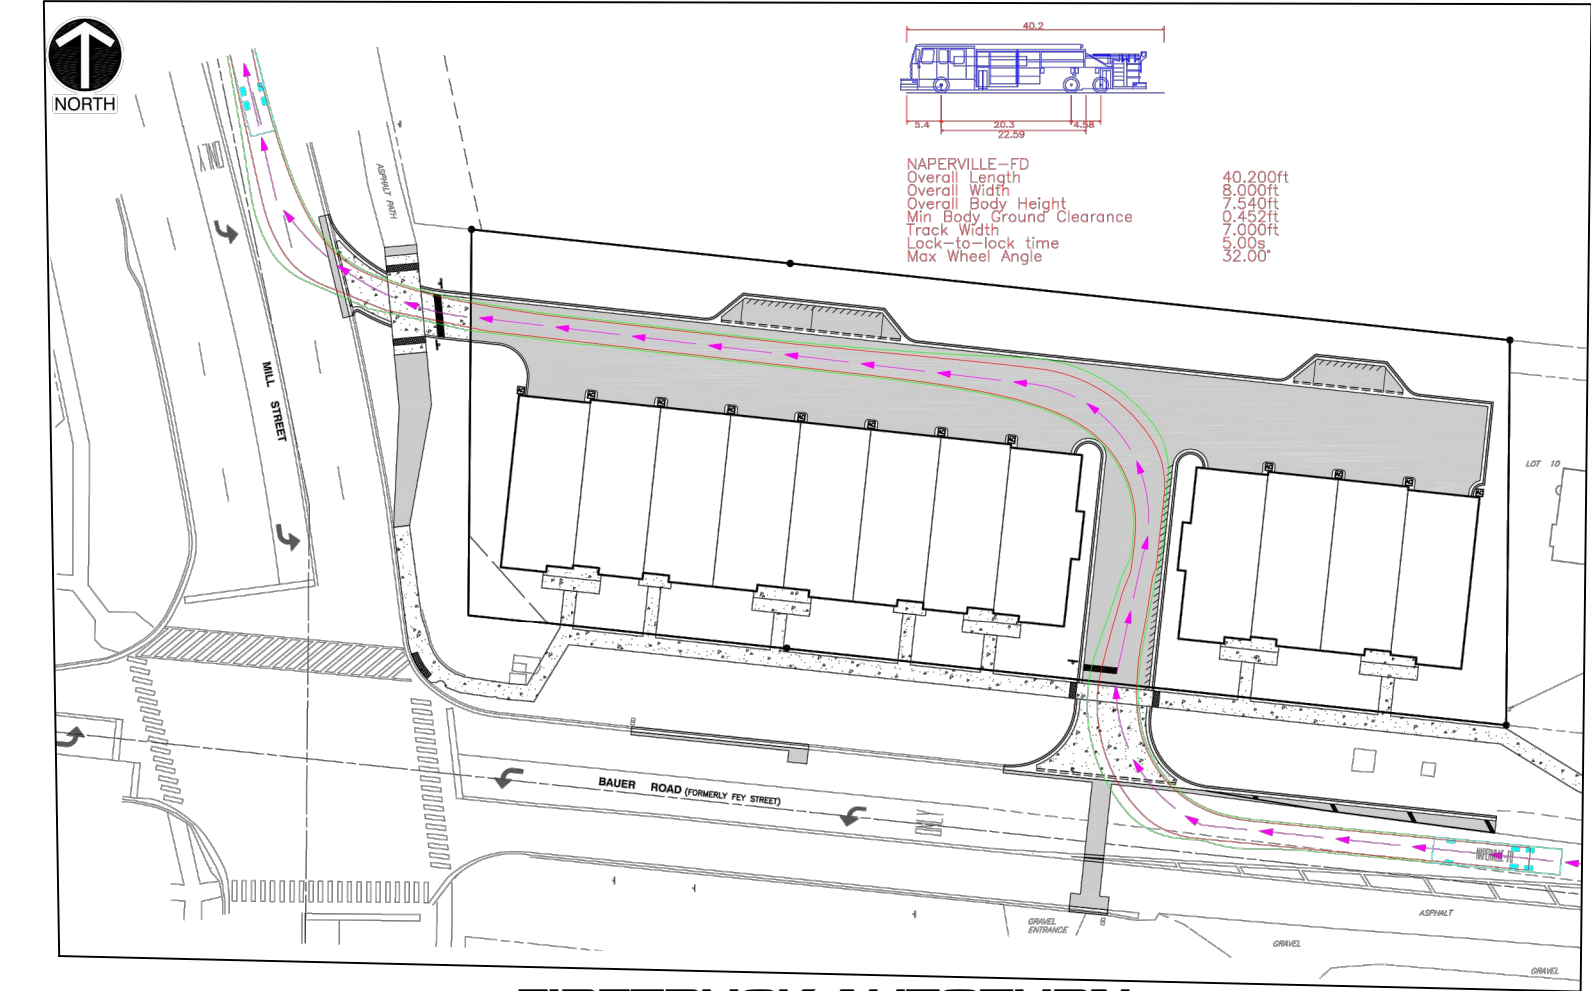 NORTH
40.2
5.4
20.3
4.58
22.59
NAPERVILLE-FD
Overall Length 40.200ft
Overall Width 8.000ft
Overall Body Height 7.540ft
Min Body Ground Clearance 0.452ft
Track Width 7.000ft
Lock-to-lock time 5.00s
Max Wheel Angle 32.00°
ONLY
ASPHALT PATH
MILL STREET
LOT 10
BAUER ROAD (FORMERLY FEY STREET)
GRAVEL
ENTRANCE
ASPHALT
GRAVEL
GRAVEL